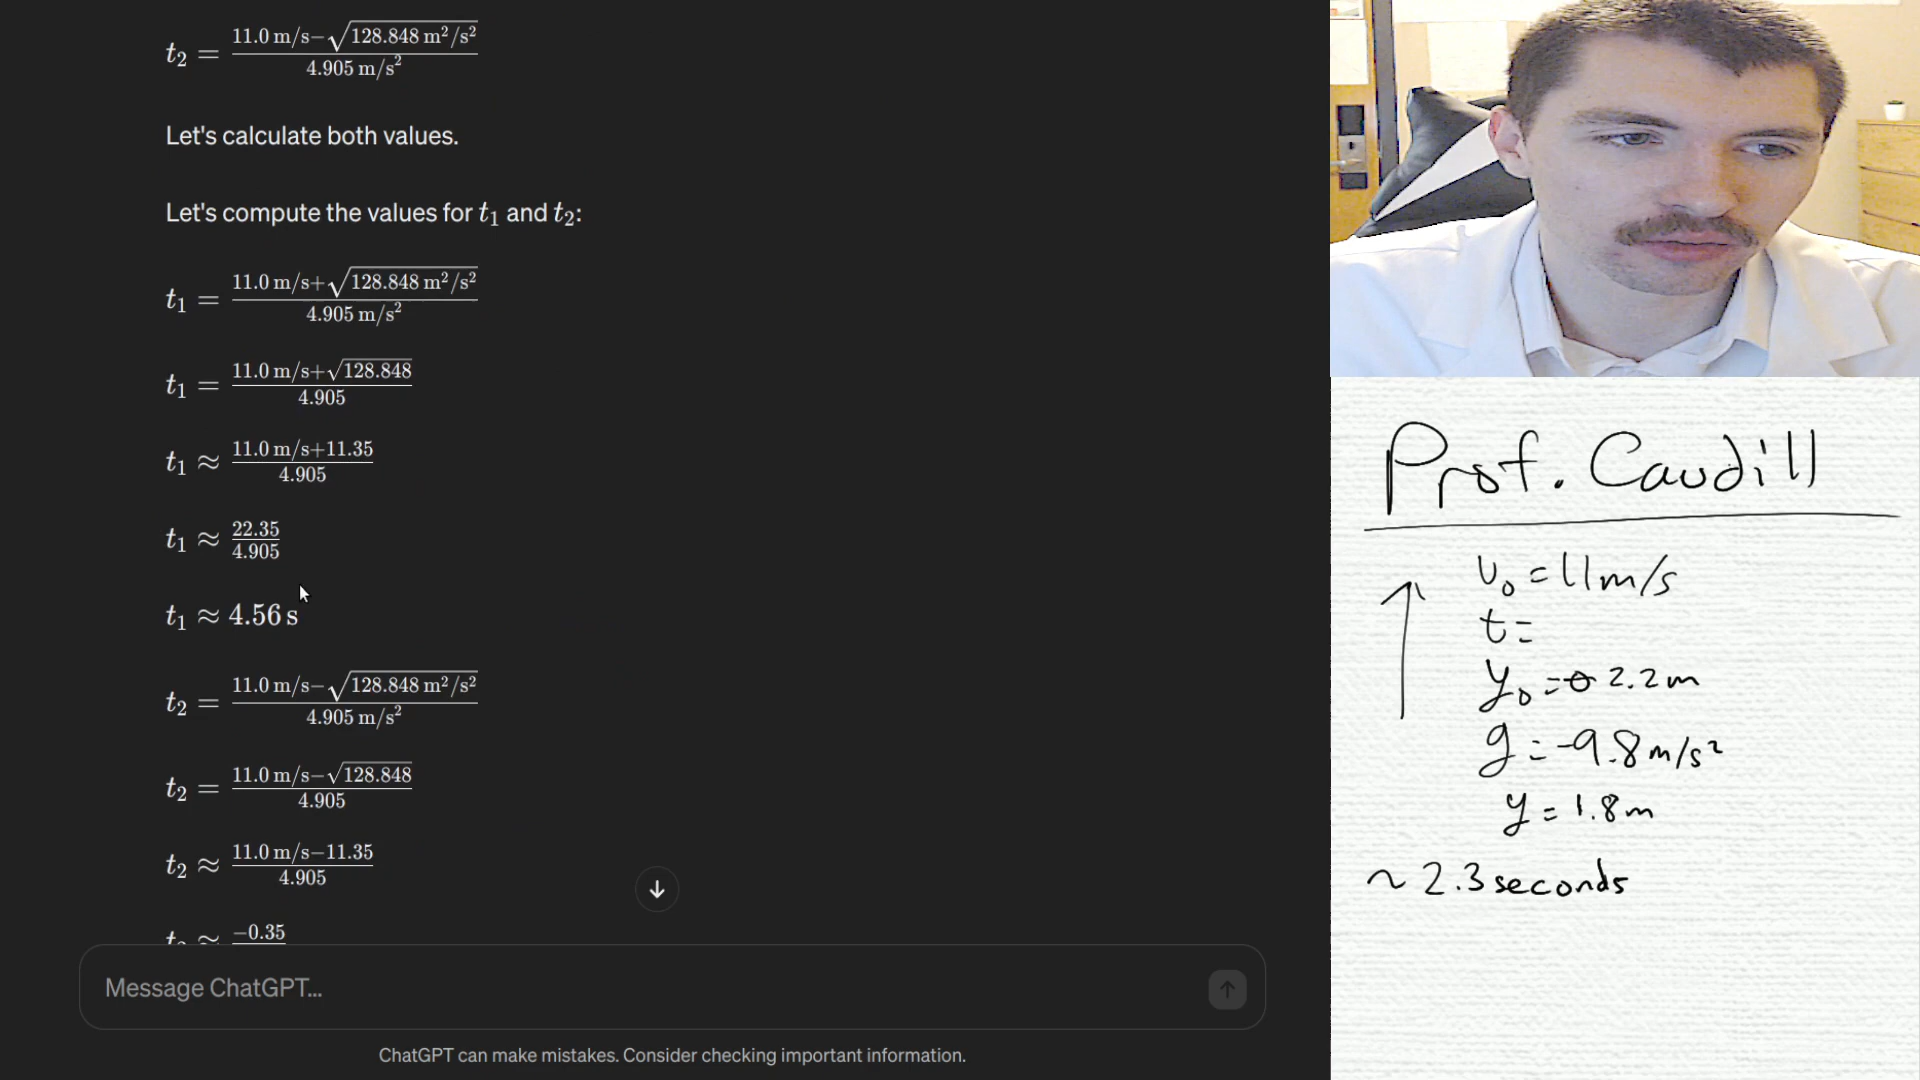 t₂ = (11.0 m/s−√(128.848 m²/s²))/(4.905 m/s²)
Let's calculate both values.
Let's compute the values for t₁ and t₂:
t₁ = (11.0 m/s+√(128.848 m²/s²))/(4.905 m/s²)
t₁ = (11.0 m/s+√128.848)/4.905
t₁ ≈ (11.0 m/s+11.35)/4.905
t₁ ≈ 22.35/4.905
t₁ ≈ 4.56 s
t₂ = (11.0 m/s−√(128.848 m²/s²))/(4.905 m/s²)
t₂ = (11.0 m/s−√128.848)/4.905
t₂ ≈ (11.0 m/s−11.35)/4.905
t₂ ≈ −0.35
Message ChatGPT...
ChatGPT can make mistakes. Consider checking important information.
Prof. Caudill
v₀ = 11m/s
t =
y₀ = 0 2.2m
g = -9.8m/s²
y = 1.8m
~ 2.3 seconds